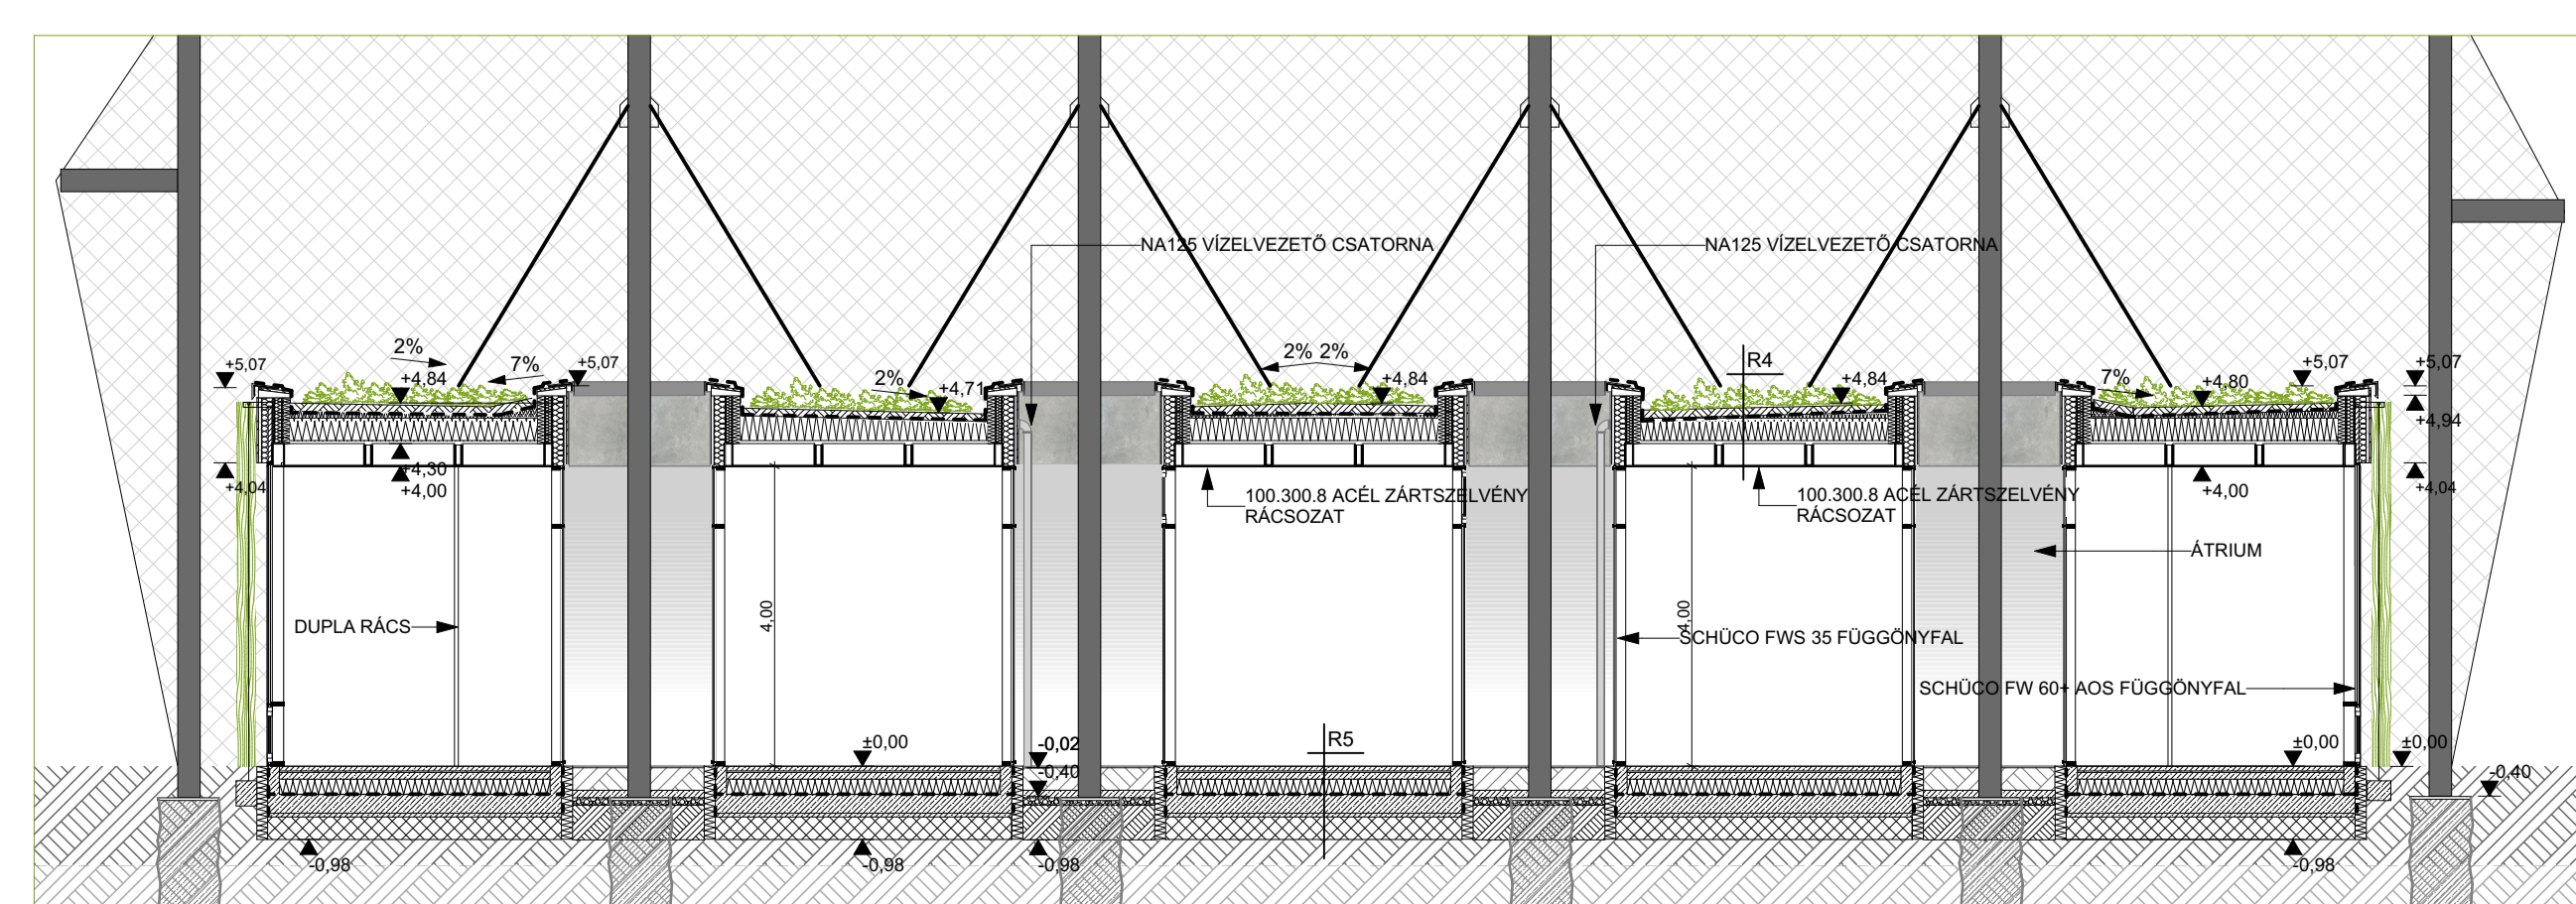 NA125 VÍZELVEZETŐ CSATORNA
NA125 VÍZELVEZETŐ CSATORNA
2%
7%
+5,07
+5,07
+4,84
2%
+4,71
2% 2%
+4,84
R4
+4,84
7%
+4,80
+5,07
+5,07
+4,94
+4,30
+4,00
+4,04
100.300.8 ACÉL ZÁRTSZELVÉNY
RÁCSOZAT
100.300.8 ACÉL ZÁRTSZELVÉNY
RÁCSOZAT
+4,00
+4,04
ÁTRIUM
DUPLA RÁCS
4,00
4,00
SCHÜCO FWS 35 FÜGGÖNYFAL
SCHÜCO FW 60+ AOS FÜGGÖNYFAL
±0,00
-0,02
-0,40
R5
±0,00
±0,00
-0,40
-0,98
-0,98
-0,98
-0,98